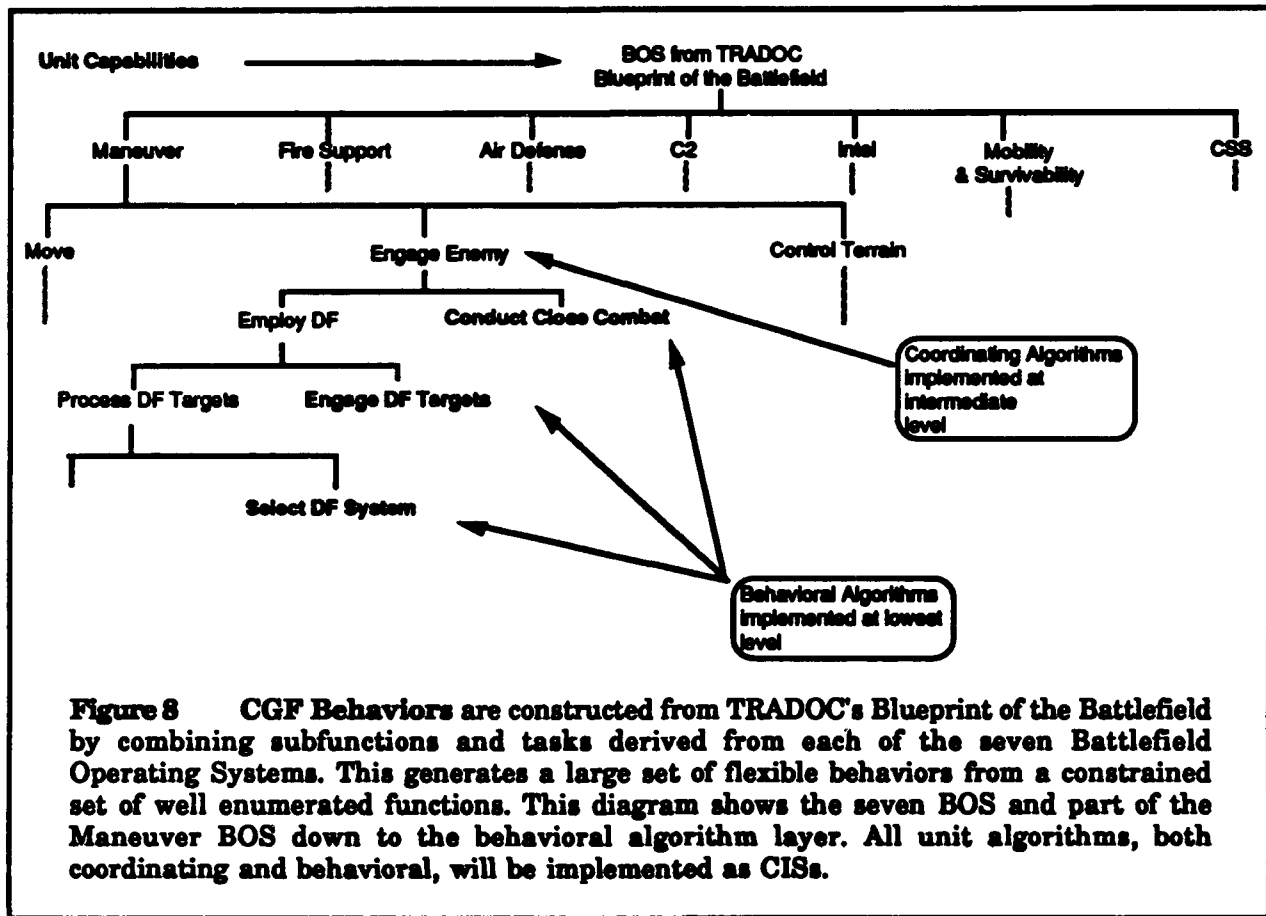 Unit Capabilities
BOS from TRADOC
Blueprint of the Battlefield
Maneuver
Fire Support
Air Defense
C2
Intel
Mobility
& Survivability
CSS
Move
Engage Enemy
Control Terrain
Employ DF
Conduct Close Combat
Coordinating Algorithms
implemented at
intermediate
level
Process DF Targets
Engage DF Targets
Select DF System
Behavioral Algorithms
implemented at lowest
level
Figure 8 CGF Behaviors are constructed from TRADOC's Blueprint of the Battlefield
by combining subfunctions and tasks derived from each of the seven Battlefield
Operating Systems. This generates a large set of flexible behaviors from a constrained
set of well enumerated functions. This diagram shows the seven BOS and part of the
Maneuver BOS down to the behavioral algorithm layer. All unit algorithms, both
coordinating and behavioral, will be implemented as CISs.